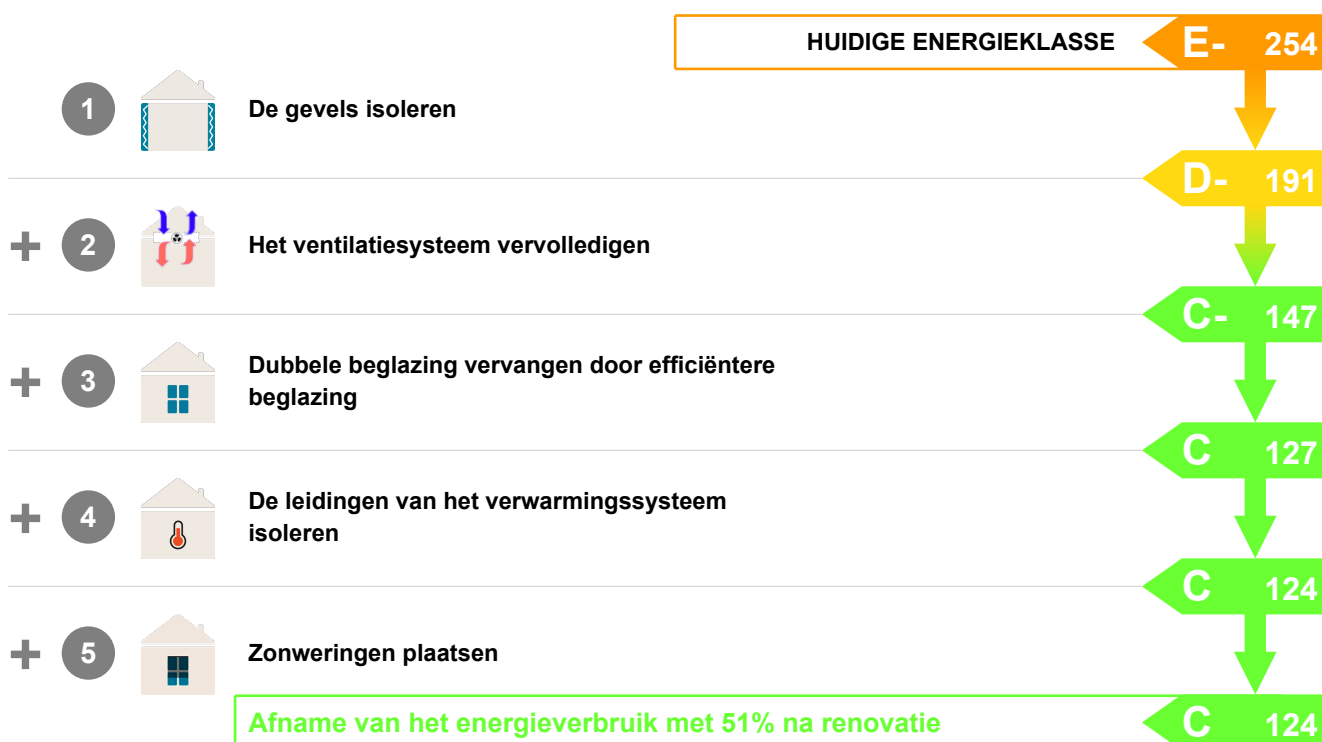 HUIDIGE ENERGIEKLASSE E- 254
1 De gevels isoleren
D- 191
+ 2 Het ventilatiesysteem vervolledigen
C- 147
+ 3 Dubbele beglazing vervangen door efficiëntere
beglazing
C 127
+ 4 De leidingen van het verwarmingssysteem
isoleren
C 124
+ 5 Zonweringen plaatsen
Afname van het energieverbruik met 51% na renovatie C 124